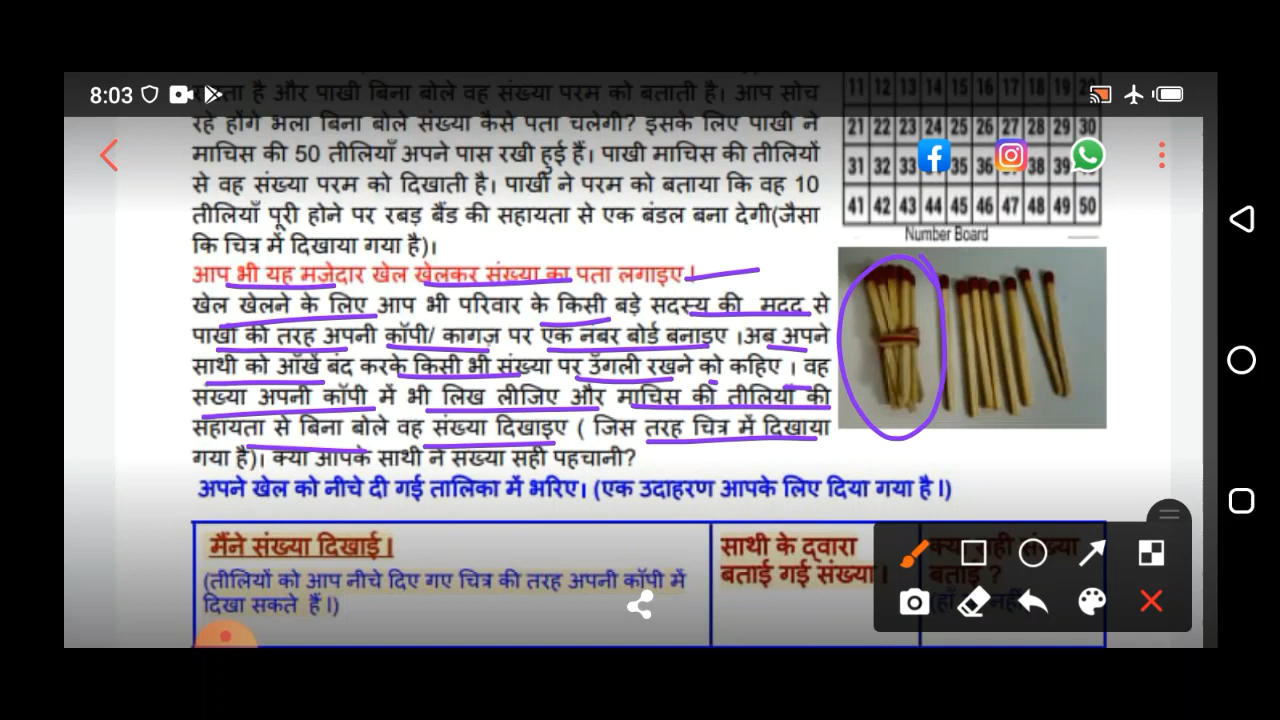 8:03
है और पाखी बिना बोले वह संख्या परम को बताती है। आप सोच
रहे होंगे भला बिना बोले संख्या कैसे पता चलेगी? इसके लिए पाखी ने
माचिस की 50 तीलियाँ अपने पास रखी हुई हैं। पाखी माचिस की तीलियों
से वह संख्या परम को दिखाती है। पाखी ने परम को बताया कि वह 10
तीलियाँ पूरी होने पर रबड़ बैंड की सहायता से एक बंडल बना देगी(जैसा
कि चित्र में दिखाया गया है)।
आप भी यह मज़ेदार खेल खेलकर संख्या का पता लगाइए।
खेल खेलने के लिए आप भी परिवार के किसी बड़े सदस्य की मदद से
पाखी की तरह अपनी कॉपी/ कागज़ पर एक नंबर बोर्ड बनाइए ।अब अपने
साथी को आँखें बंद करके किसी भी संख्या पर उँगली रखने को कहिए । वह
संख्या अपनी कॉपी में भी लिख लीजिए और माचिस की तीलियों की
सहायता से बिना बोले वह संख्या दिखाइए ( जिस तरह चित्र में दिखाया
गया है)। क्या आपके साथी ने संख्या सही पहचानी?
11 12 13 14 15 16 17 18 19 20
21 22 23 24 25 26 27 28 29 30
31 32 33 35 36 38 39
41 42 43 44 45 46 47 48 49 50
Number Board
अपने खेल को नीचे दी गई तालिका में भरिए। (एक उदाहरण आपके लिए दिया गया है ।)
मैंने संख्या दिखाई ।
(तीलियों को आप नीचे दिए गए चित्र की तरह अपनी कॉपी में
दिखा सकते हैं ।)
साथी के द्वारा
बताई गई संख्या ।
क्या सही संख्या
बताई ?